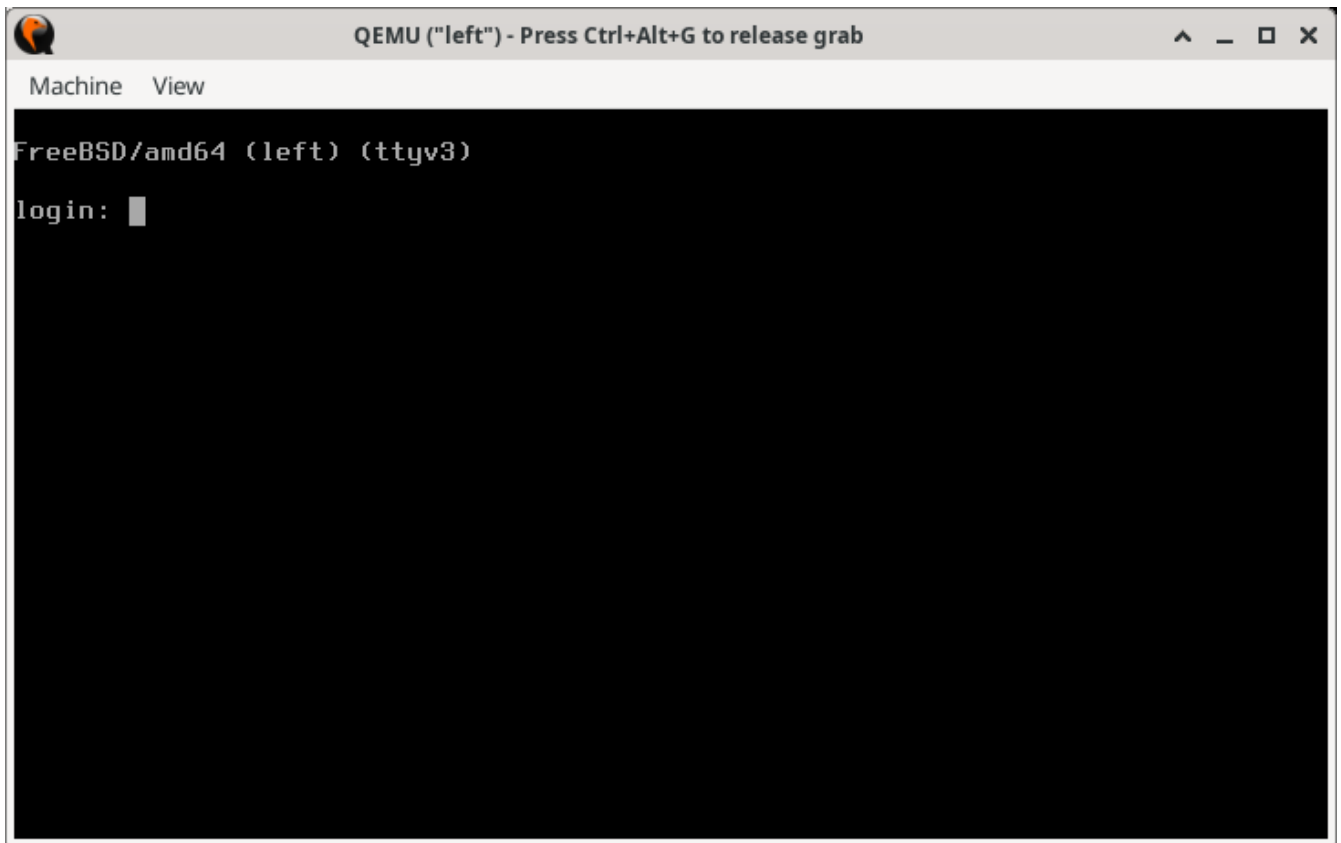 QEMU ("left") - Press Ctrl+Alt+G to release grab
Machine View
FreeBSD/amd64 (left) (ttyv3)
login: